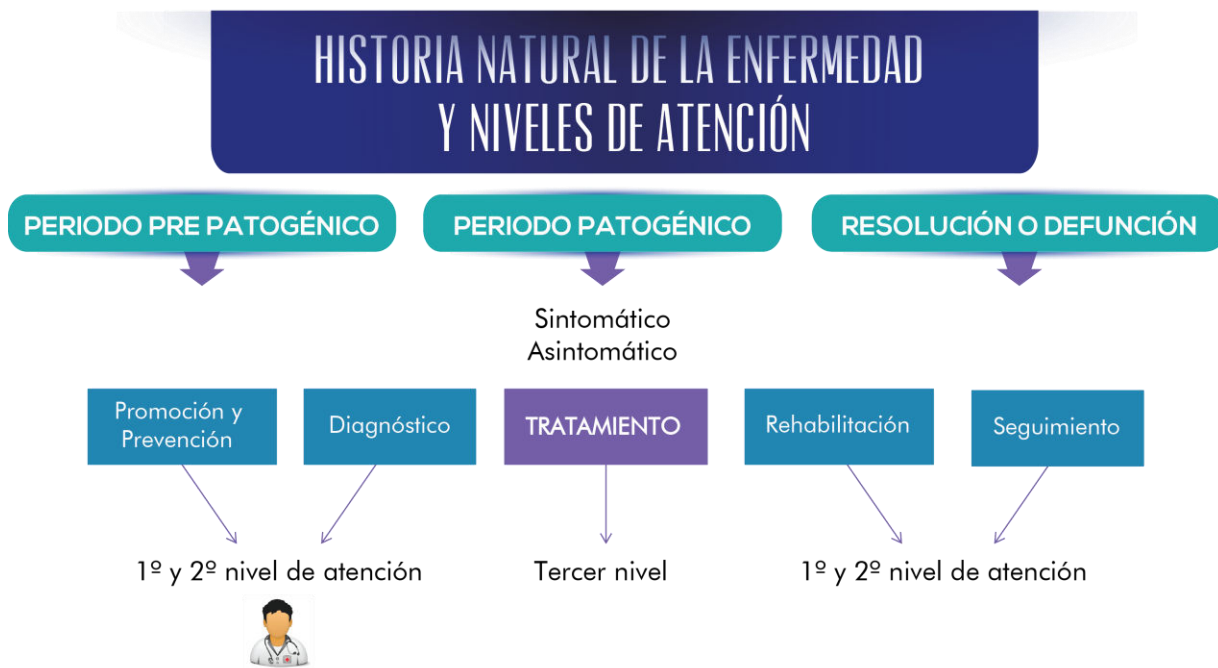 HISTORIA NATURAL DE LA ENFERMEDAD
Y NIVELES DE ATENCIÓN
PERIODO PRE PATOGÉNICO
PERIODO PATOGÉNICO
RESOLUCIÓN O DEFUNCIÓN
Sintomático
Asintomático
Promoción y
Prevención
Diagnóstico
TRATAMIENTO
Rehabilitación
Seguimiento
1º y 2º nivel de atención
Tercer nivel
1º y 2º nivel de atención